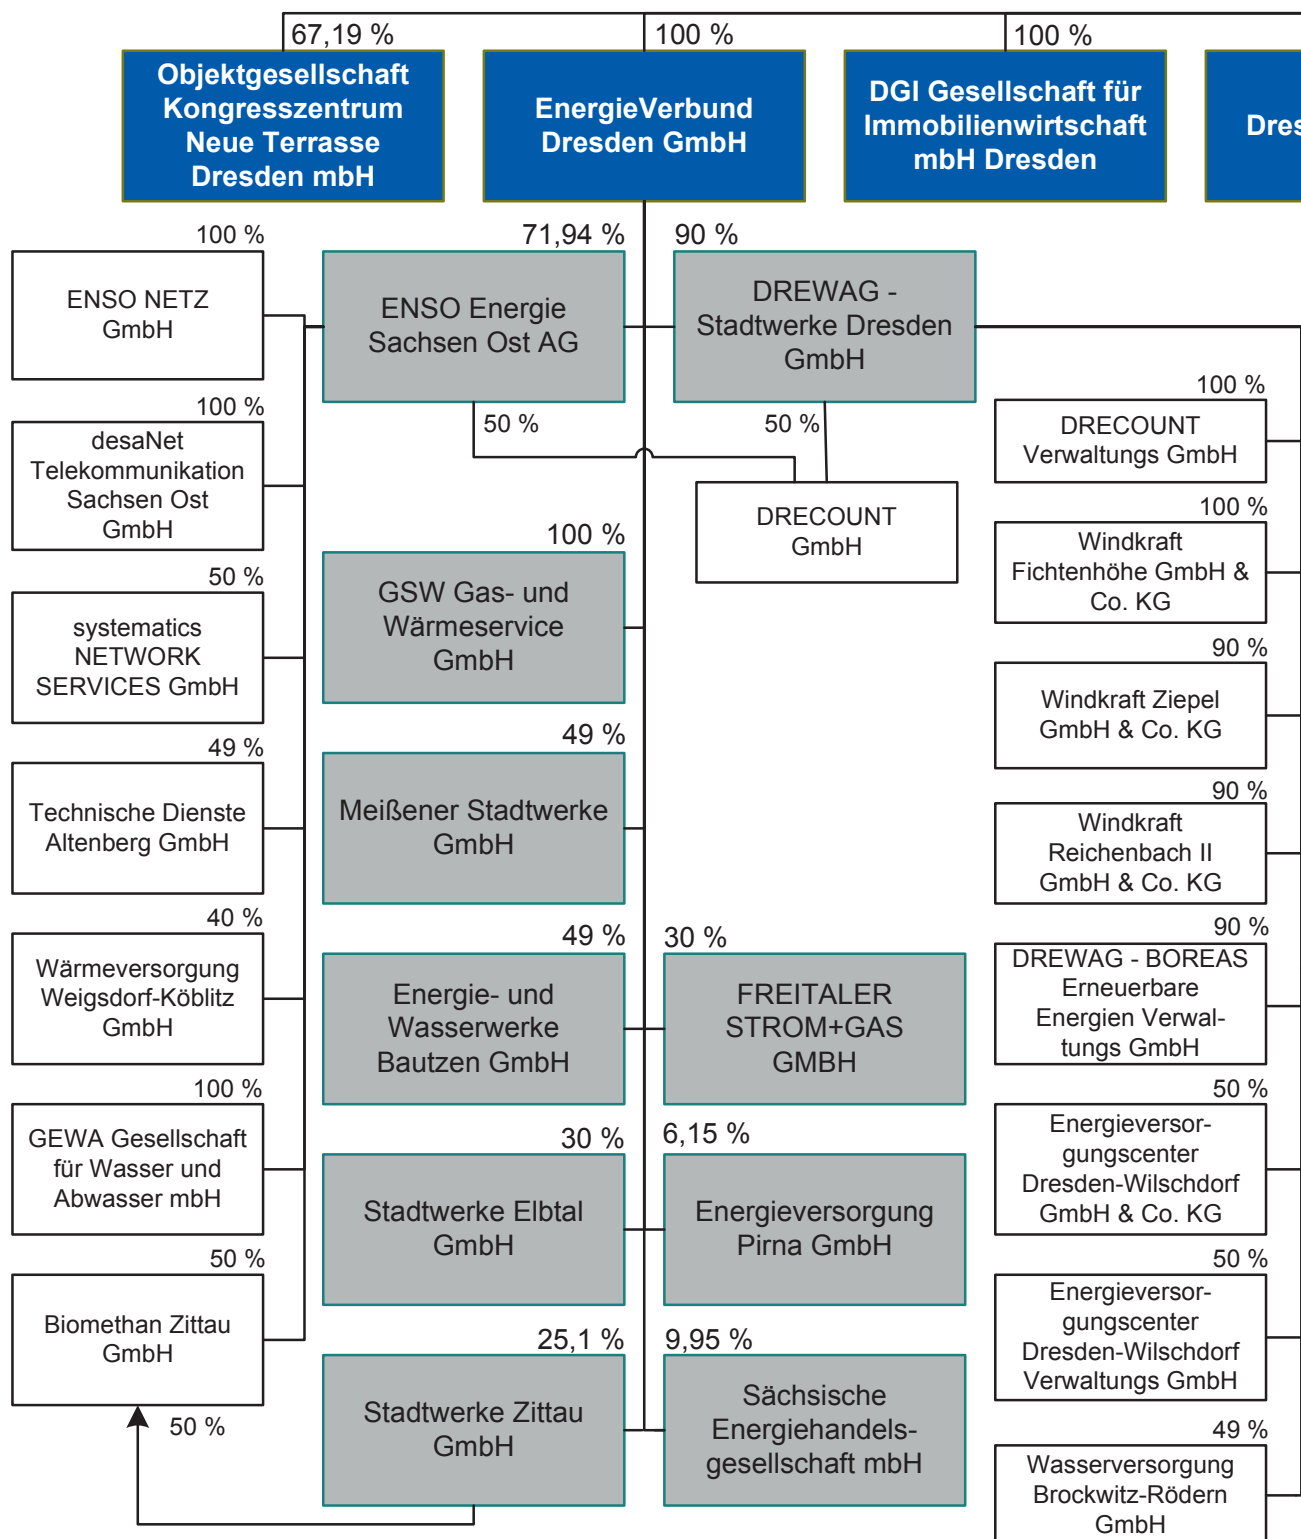 67,19 %
Objektgesellschaft
Kongresszentrum
Neue Terrasse
Dresden mbH
100 %
EnergieVerbund
Dresden GmbH
100 %
DGI Gesellschaft für
Immobilienwirtschaft
mbH Dresden
Dres
71,94 %
ENSO Energie
Sachsen Ost AG
90 %
DREWAG -
Stadtwerke Dresden
GmbH
50 %
50 %
DRECOUNT
GmbH
100 %
ENSO NETZ
GmbH
100 %
desaNet
Telekommunikation
Sachsen Ost
GmbH
50 %
systematics
NETWORK
SERVICES GmbH
49 %
Technische Dienste
Altenberg GmbH
40 %
Wärmeversorgung
Weigsdorf-Köblitz
GmbH
100 %
GEWA Gesellschaft
für Wasser und
Abwasser mbH
50 %
Biomethan Zittau
GmbH
50 %
100 %
GSW Gas- und
Wärmeservice
GmbH
49 %
Meißener Stadtwerke
GmbH
49 %
Energie- und
Wasserwerke
Bautzen GmbH
30 %
FREITALER
STROM+GAS
GMBH
30 %
Stadtwerke Elbtal
GmbH
6,15 %
Energieversorgung
Pirna GmbH
25,1 %
Stadtwerke Zittau
GmbH
9,95 %
Sächsische
Energiehandels-
gesellschaft mbH
100 %
DRECOUNT
Verwaltungs GmbH
100 %
Windkraft
Fichtenhöhe GmbH &
Co. KG
90 %
Windkraft Ziepel
GmbH & Co. KG
90 %
Windkraft
Reichenbach II
GmbH & Co. KG
90 %
DREWAG - BOREAS
Erneuerbare
Energien Verwal-
tungs GmbH
50 %
Energieversor-
gungscenter
Dresden-Wilschdorf
GmbH & Co. KG
50 %
Energieversor-
gungscenter
Dresden-Wilschdorf
Verwaltungs GmbH
49 %
Wasserversorgung
Brockwitz-Rödern
GmbH